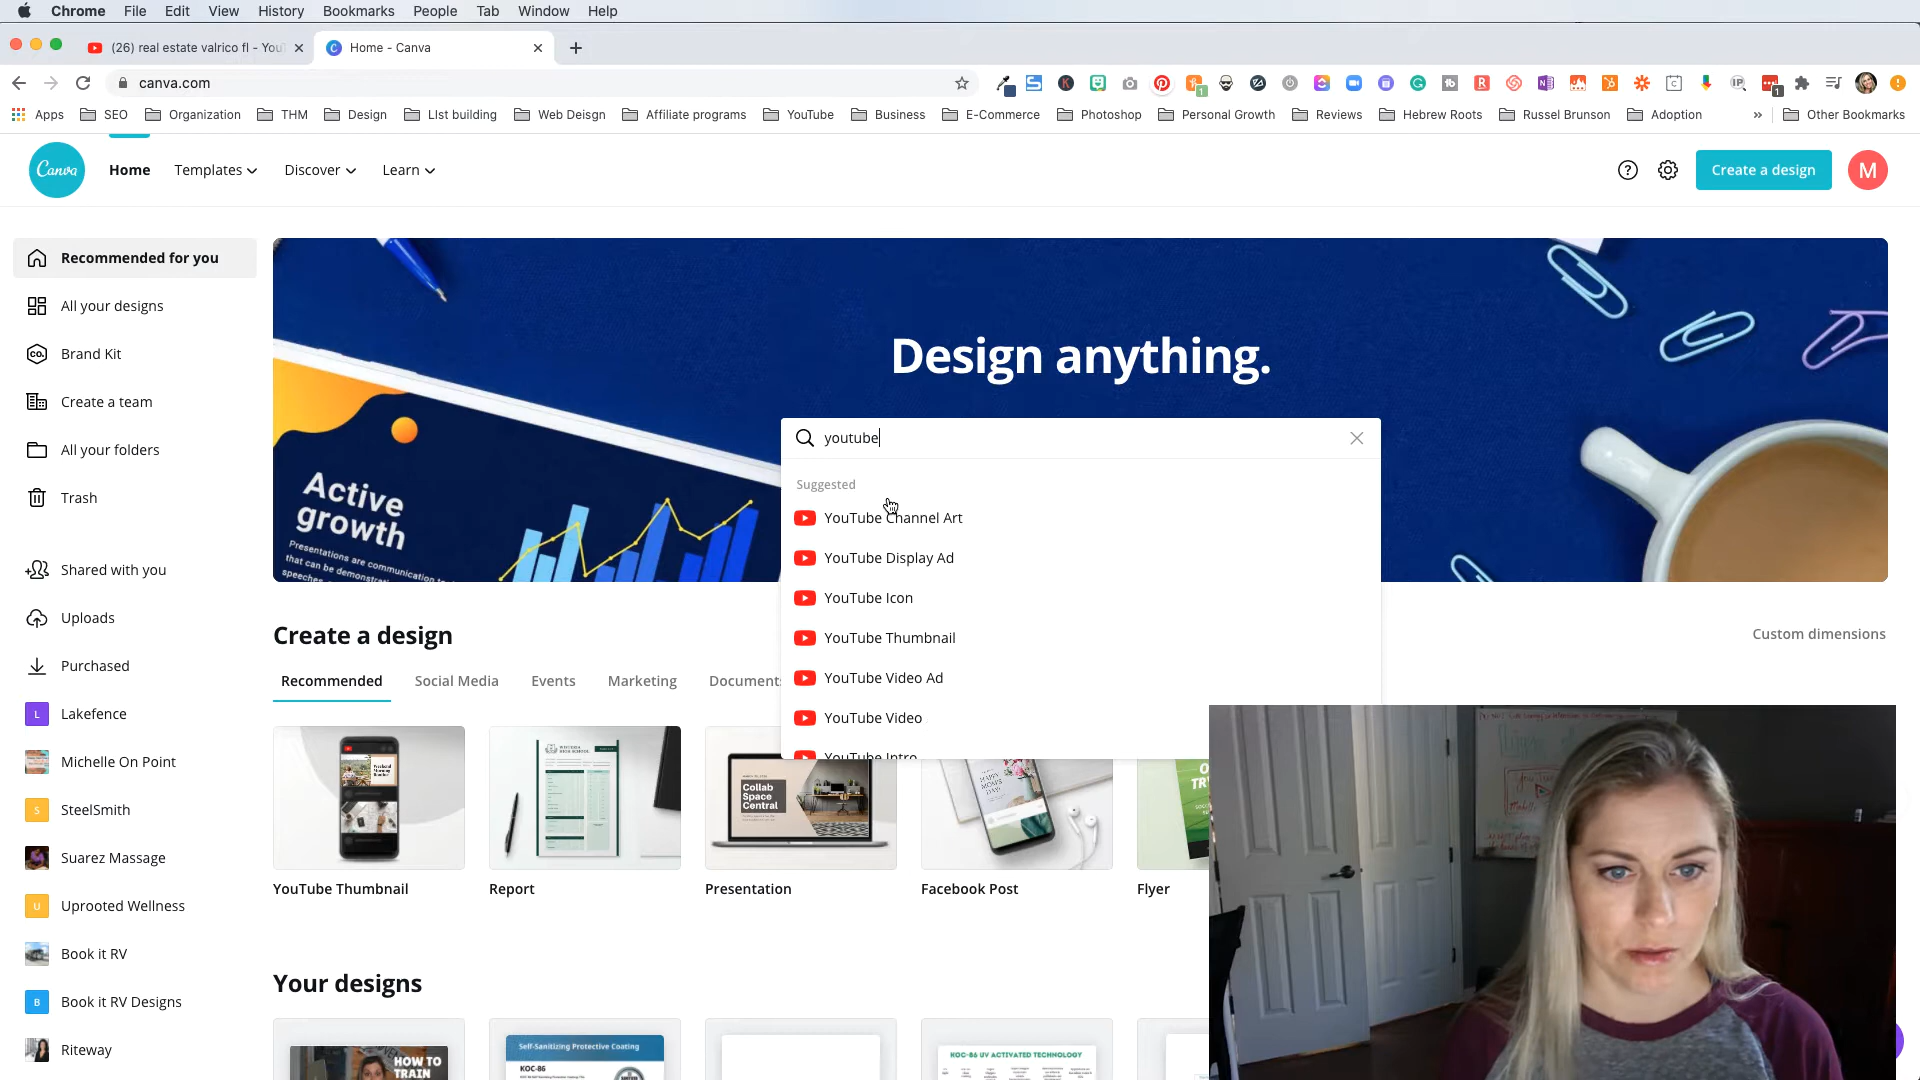 Chrome File Edit View History Bookmarks People Tab Window Help
(26) real estate valrico fl - You
Home - Canva
canva.com
Apps SEO Organization THM Design LIst building Web Deisgn Affiliate programs YouTube Business E-Commerce Photoshop Personal Growth Reviews Hebrew Roots Russel Brunson Adoption » Other Bookmarks
Canva
Home
Templates
Discover
Learn
Create a design
M
Recommended for you
All your designs
Brand Kit
Create a team
All your folders
Trash
Shared with you
Uploads
Purchased
L Lakefence
Michelle On Point
S SteelSmith
Suarez Massage
U Uprooted Wellness
Book it RV
B Book it RV Designs
Riteway
Design anything.
Active
growth
Presentations are communication
that can be
youtube
Suggested
YouTube Channel Art
YouTube Display Ad
YouTube Icon
YouTube Thumbnail
YouTube Video Ad
YouTube Video
YouTube Intro
Create a design
Custom dimensions
Recommended
Social Media
Events
Marketing
Document
Collab
Space
Central
YouTube Thumbnail
Report
Presentation
Facebook Post
Flyer
Your designs
HOW TO
TRAIN
Self-Sanitizing Protective Coating
KOC-86
KOC-86 UV ACTIVATED TECHNOLOGY